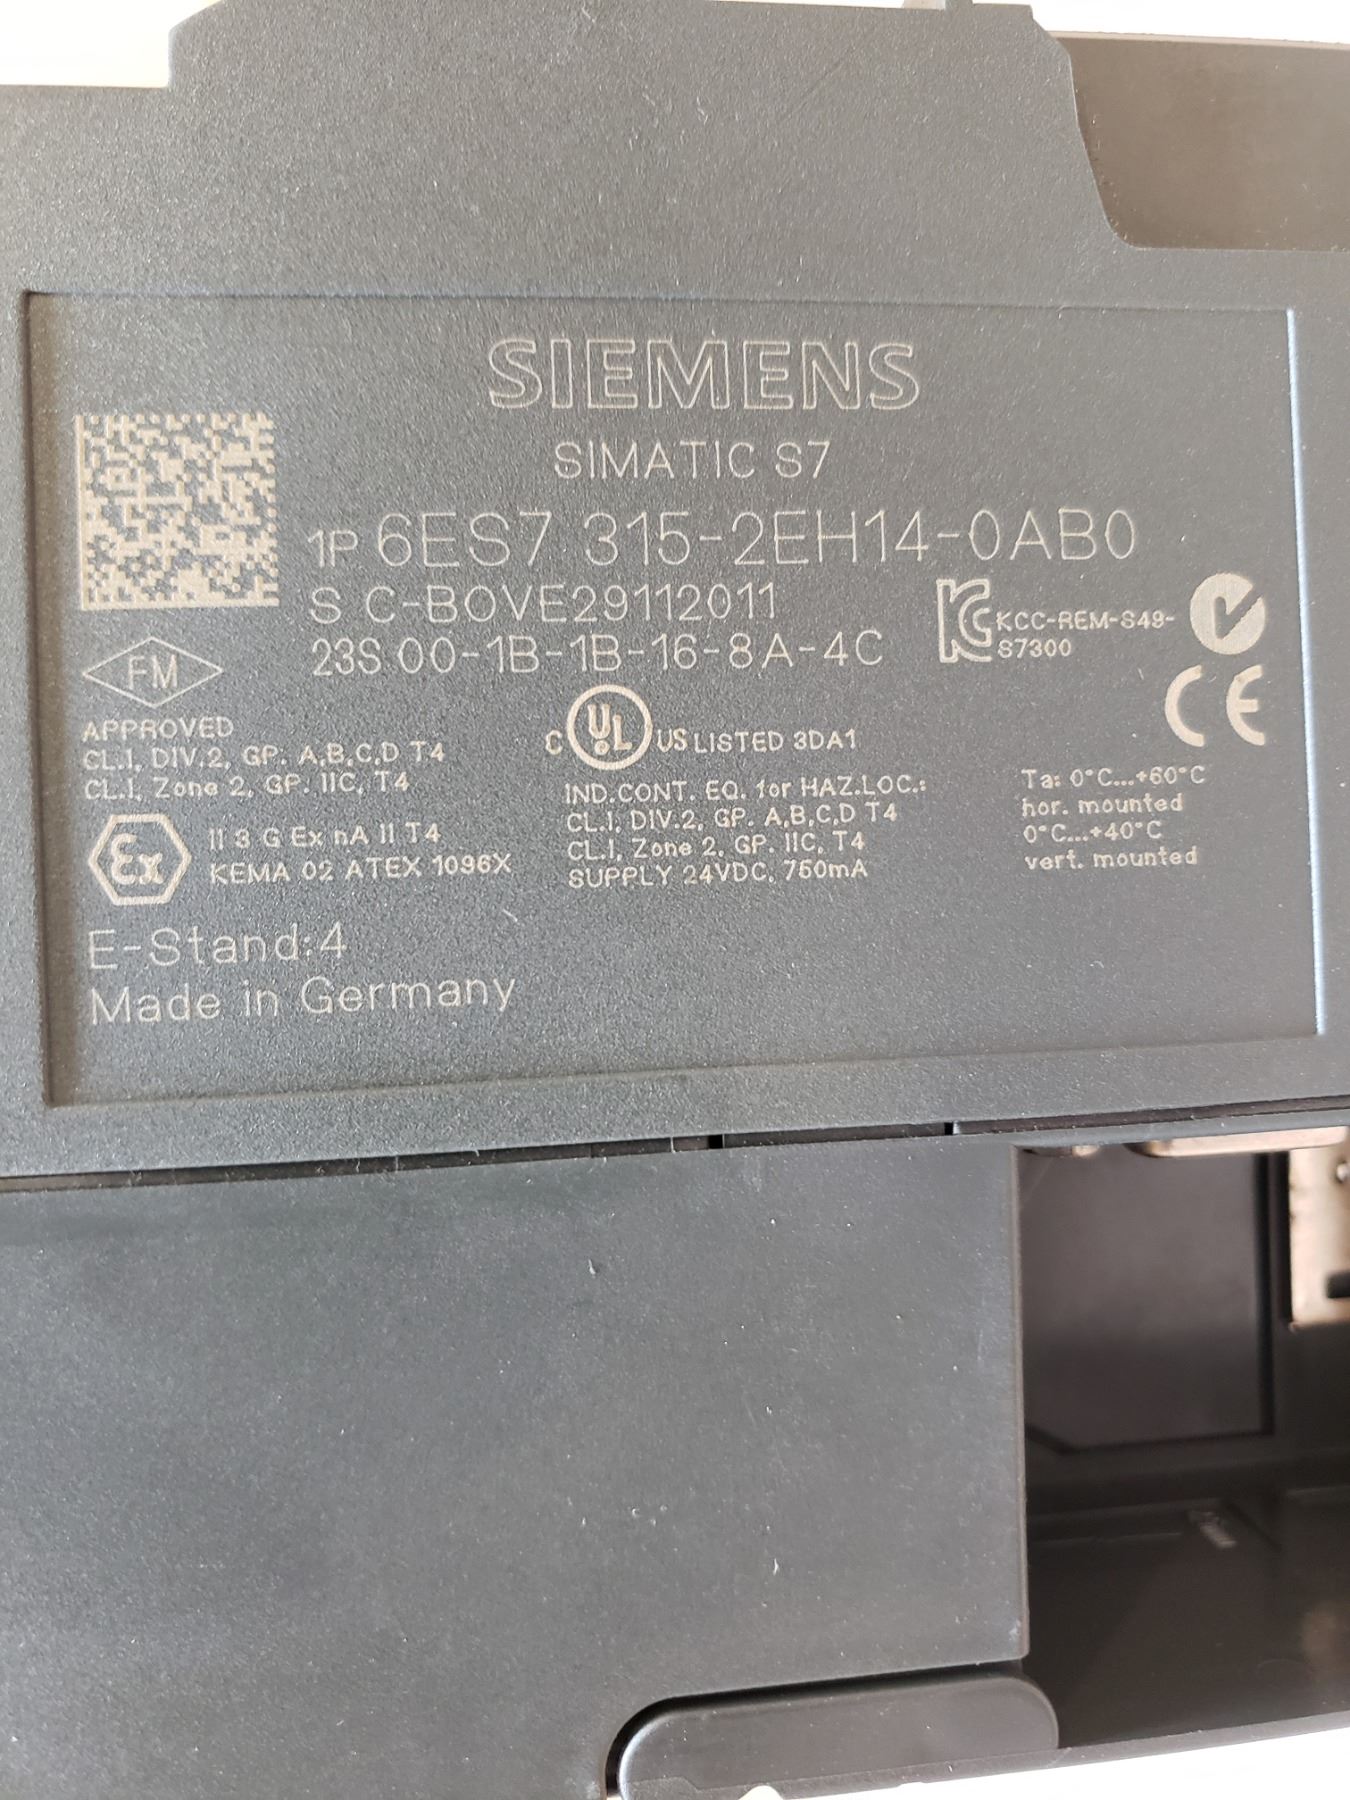 SIEMENS
SIMATIC S7
1P 6ES7 315-2EH14-0AB0
S C-BOVE29112011
23S 00-1B-1B-16-8A-4C
KCC-REM-S49-
S7300
FM
APPROVED
CL.I, DIV.2, GP. A,B,C,D T4
CL.I, Zone 2, GP. IIC, T4
Ex II 3 G Ex nA II T4
KEMA 02 ATEX 1096X
C UL US LISTED 3DA1
IND.CONT. EQ. for HAZ.LOC.:
CL.I, DIV.2, GP. A,B,C,D T4
CL.I, Zone 2, GP. IIC, T4
SUPPLY 24VDC, 750mA
CE
Ta: 0°C...+60°C
hor. mounted
0°C...+40°C
vert. mounted
E-Stand:4
Made in Germany